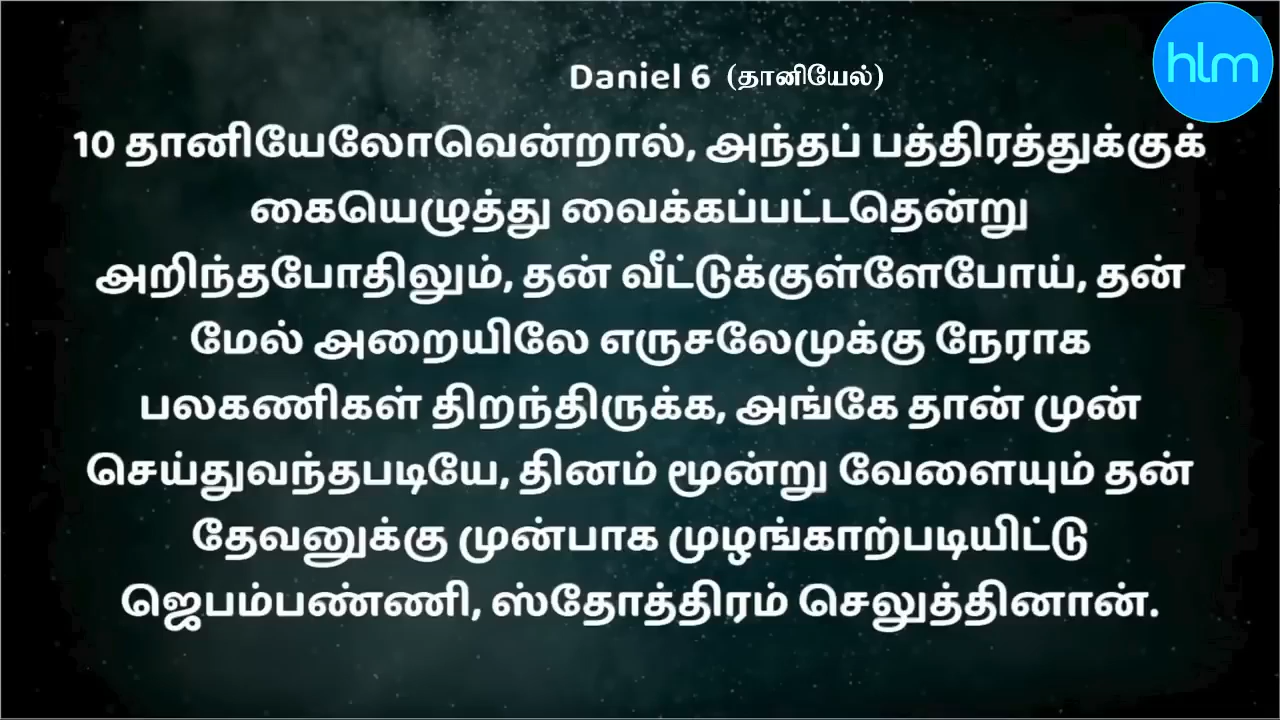 hlm
Daniel 6 (தானியேல்)
10 தானியேலோவென்றால், அந்தப் பத்திரத்துக்குக்
கையெழுத்து வைக்கப்பட்டதென்று
அறிந்தபோதிலும், தன் வீட்டுக்குள்ளேபோய், தன்
மேல் அறையிலே எருசலேமுக்கு நேராக
பலகணிகள் திறந்திருக்க, அங்கே தான் முன்
செய்துவந்தபடியே, தினம் மூன்று வேளையும் தன்
தேவனுக்கு முன்பாக முழங்காற்படியிட்டு
ஜெபம்பண்ணி, ஸ்தோத்திரம் செலுத்தினான்.